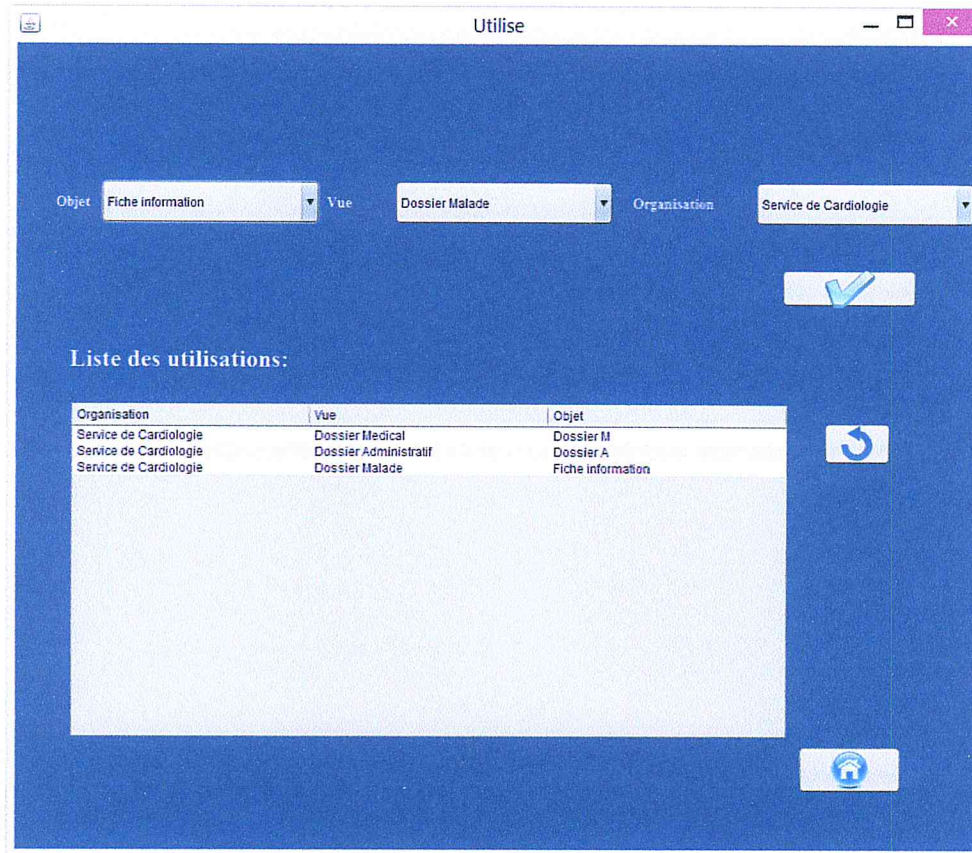 Utilise
Objet Fiche information Vue Dossier Malade Organisation Service de Cardiologie
Liste des utilisations:
Organisation Vue Objet
Service de Cardiologie Dossier Medical Dossier M
Service de Cardiologie Dossier Administratif Dossier A
Service de Cardiologie Dossier Malade Fiche information